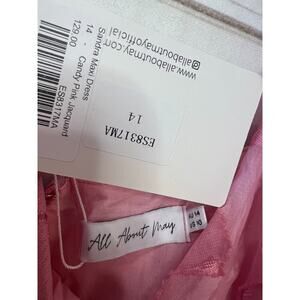 www.allaboutmay.com
@allaboutmayofficial
ES8317MA
14
Sandra Maxi Dress
14 - Candy Pink Jacquard
129.00
ES8317MA
All About May
AU 14
US 10